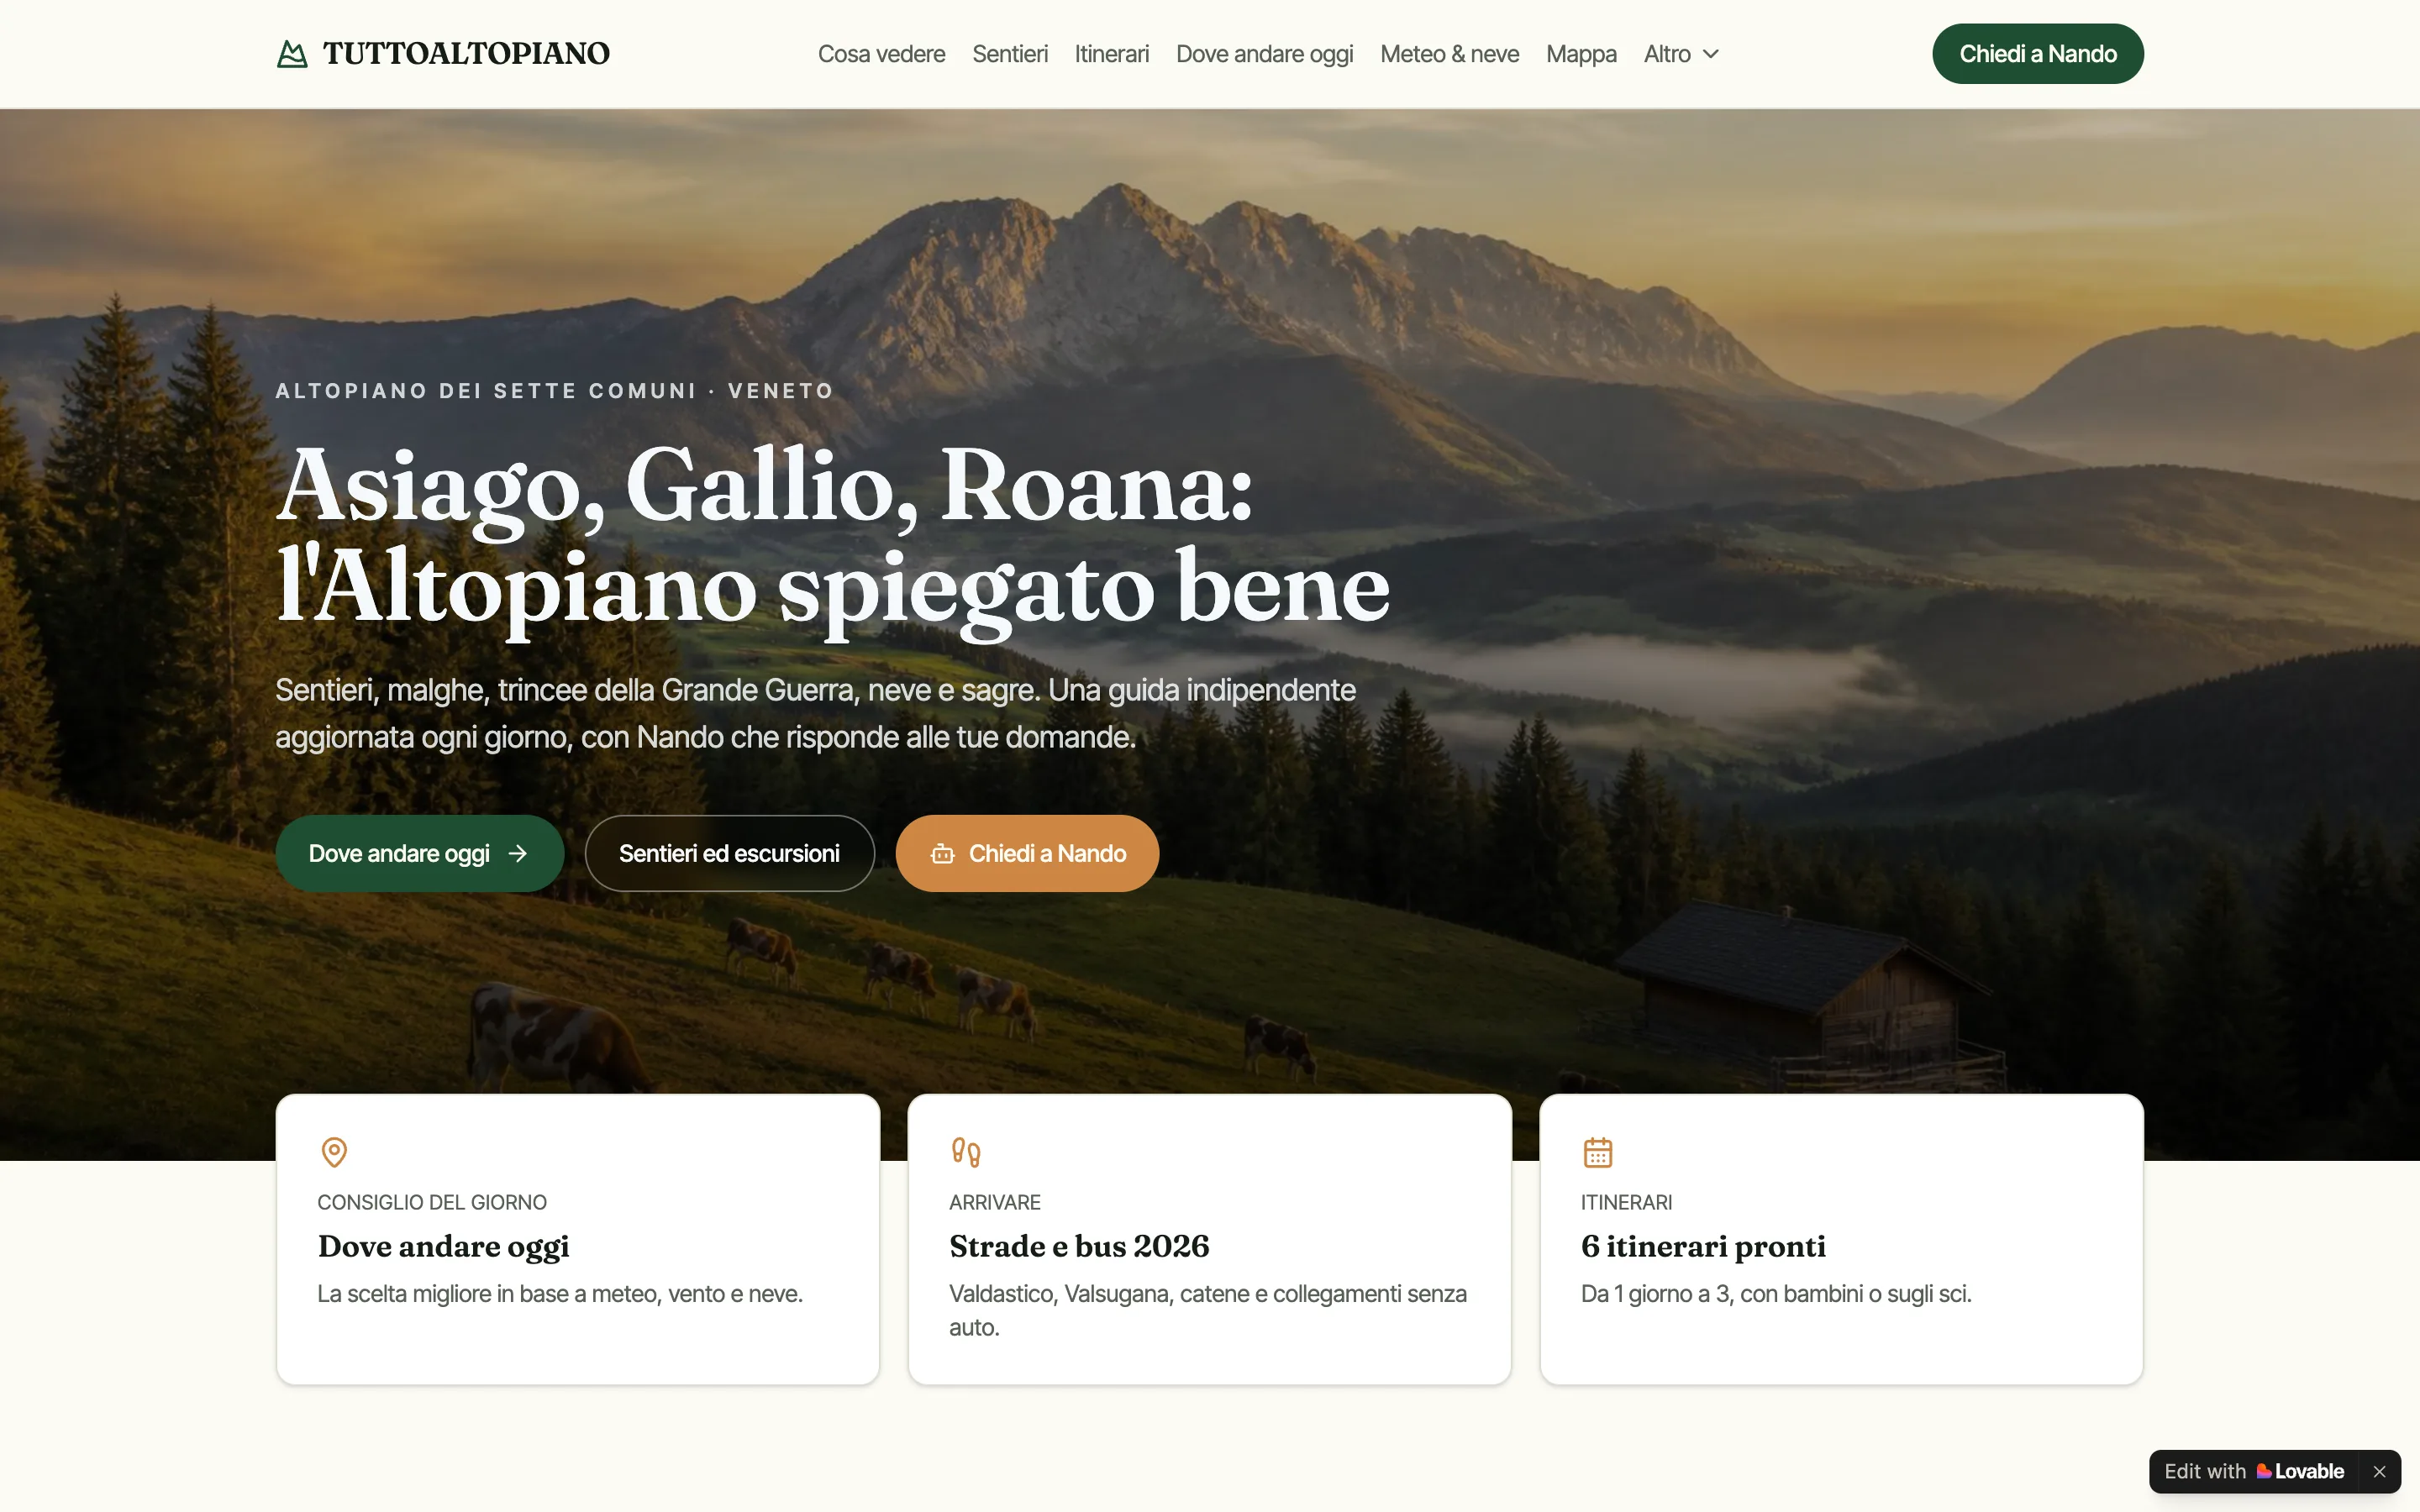 TUTTOALTOPIANO
Cosa vedere
Sentieri
Itinerari
Dove andare oggi
Meteo & neve
Mappa
Altro
Chiedi a Nando
ALTOPIANO DEI SETTE COMUNI · VENETO
Asiago, Gallio, Roana:
l'Altopiano spiegato bene
Sentieri, malghe, trincee della Grande Guerra, neve e sagre. Una guida indipendente
aggiornata ogni giorno, con Nando che risponde alle tue domande.
Dove andare oggi
Sentieri ed escursioni
Chiedi a Nando
CONSIGLIO DEL GIORNO
Dove andare oggi
La scelta migliore in base a meteo, vento e neve.
ARRIVARE
Strade e bus 2026
Valdastico, Valsugana, catene e collegamenti senza
auto.
ITINERARI
6 itinerari pronti
Da 1 giorno a 3, con bambini o sugli sci.
Edit with Lovable